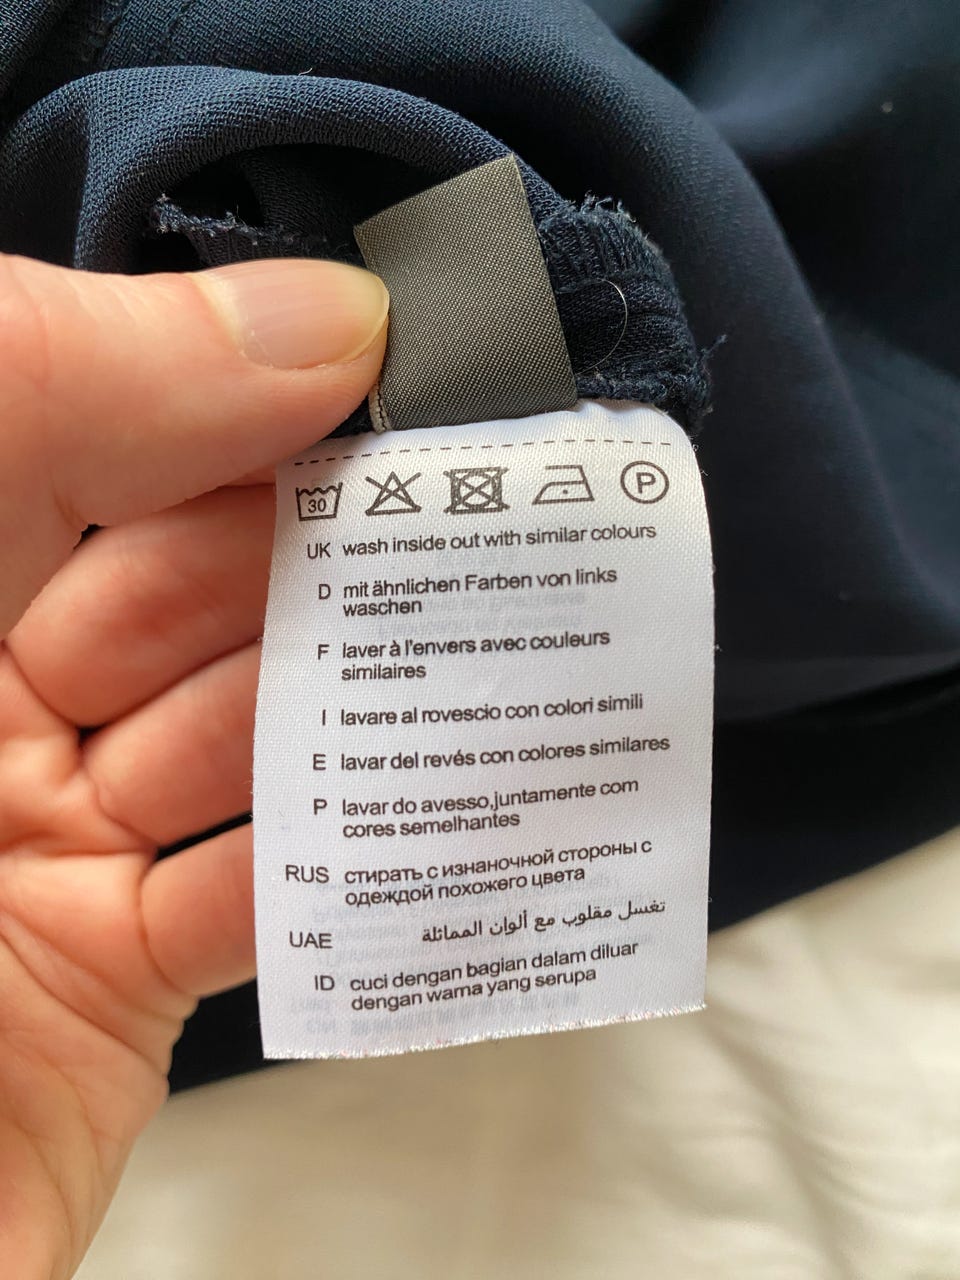 30 P
UK wash inside out with similar colours
D mit ähnlichen Farben von links
waschen
F laver à l'envers avec couleurs
similaires
I lavare al rovescio con colori simili
E lavar del revés con colores similares
P lavar do avesso,juntamente com
cores semelhantes
RUS стирать с изнаночной стороны с
одеждой похожего цвета
UAE تغسل مقلوب مع ألوان المماثلة
ID cuci dengan bagian dalam diluar
dengan warna yang serupa